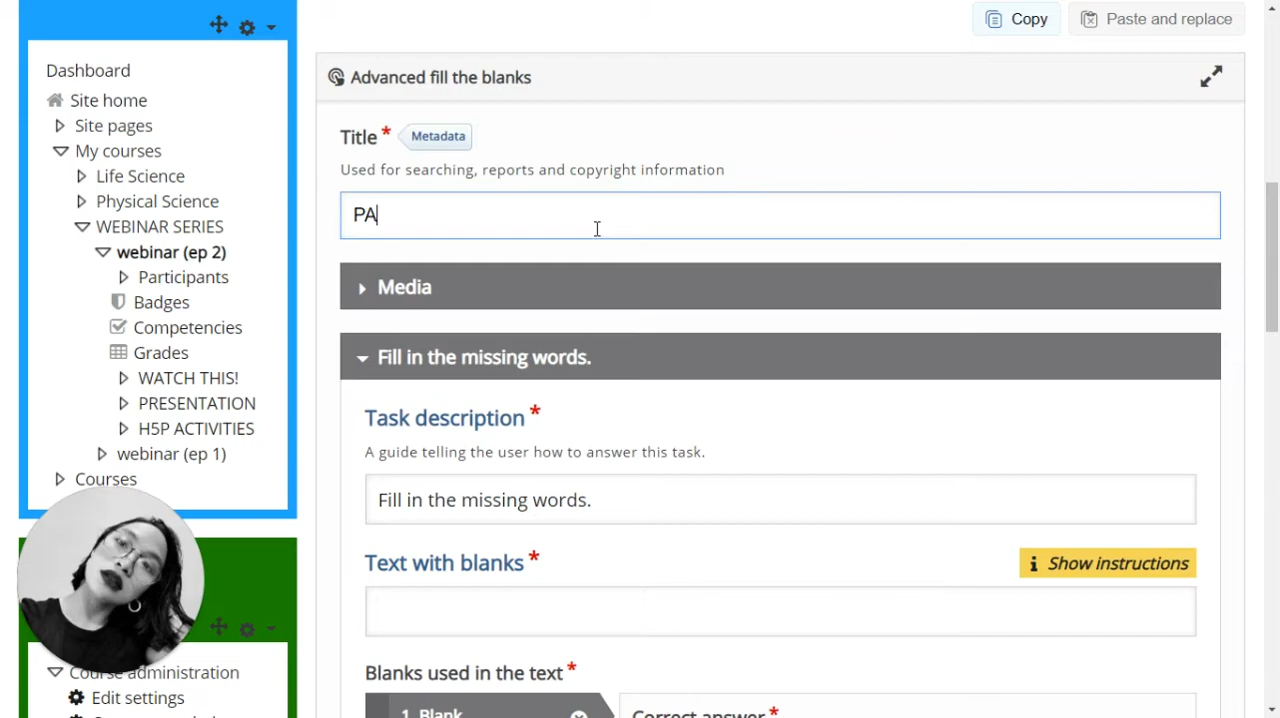 Copy
Paste and replace
Dashboard
Site home
Site pages
My courses
Life Science
Physical Science
WEBINAR SERIES
webinar (ep 2)
Participants
Badges
Competencies
Grades
WATCH THIS!
PRESENTATION
H5P ACTIVITIES
webinar (ep 1)
Courses
Course administration
Edit settings
Advanced fill the blanks
Title *
Metadata
Used for searching, reports and copyright information
PA
Media
Fill in the missing words.
Task description *
A guide telling the user how to answer this task.
Fill in the missing words.
Text with blanks *
Show instructions
Blanks used in the text *
1. Blank
Correct answer *